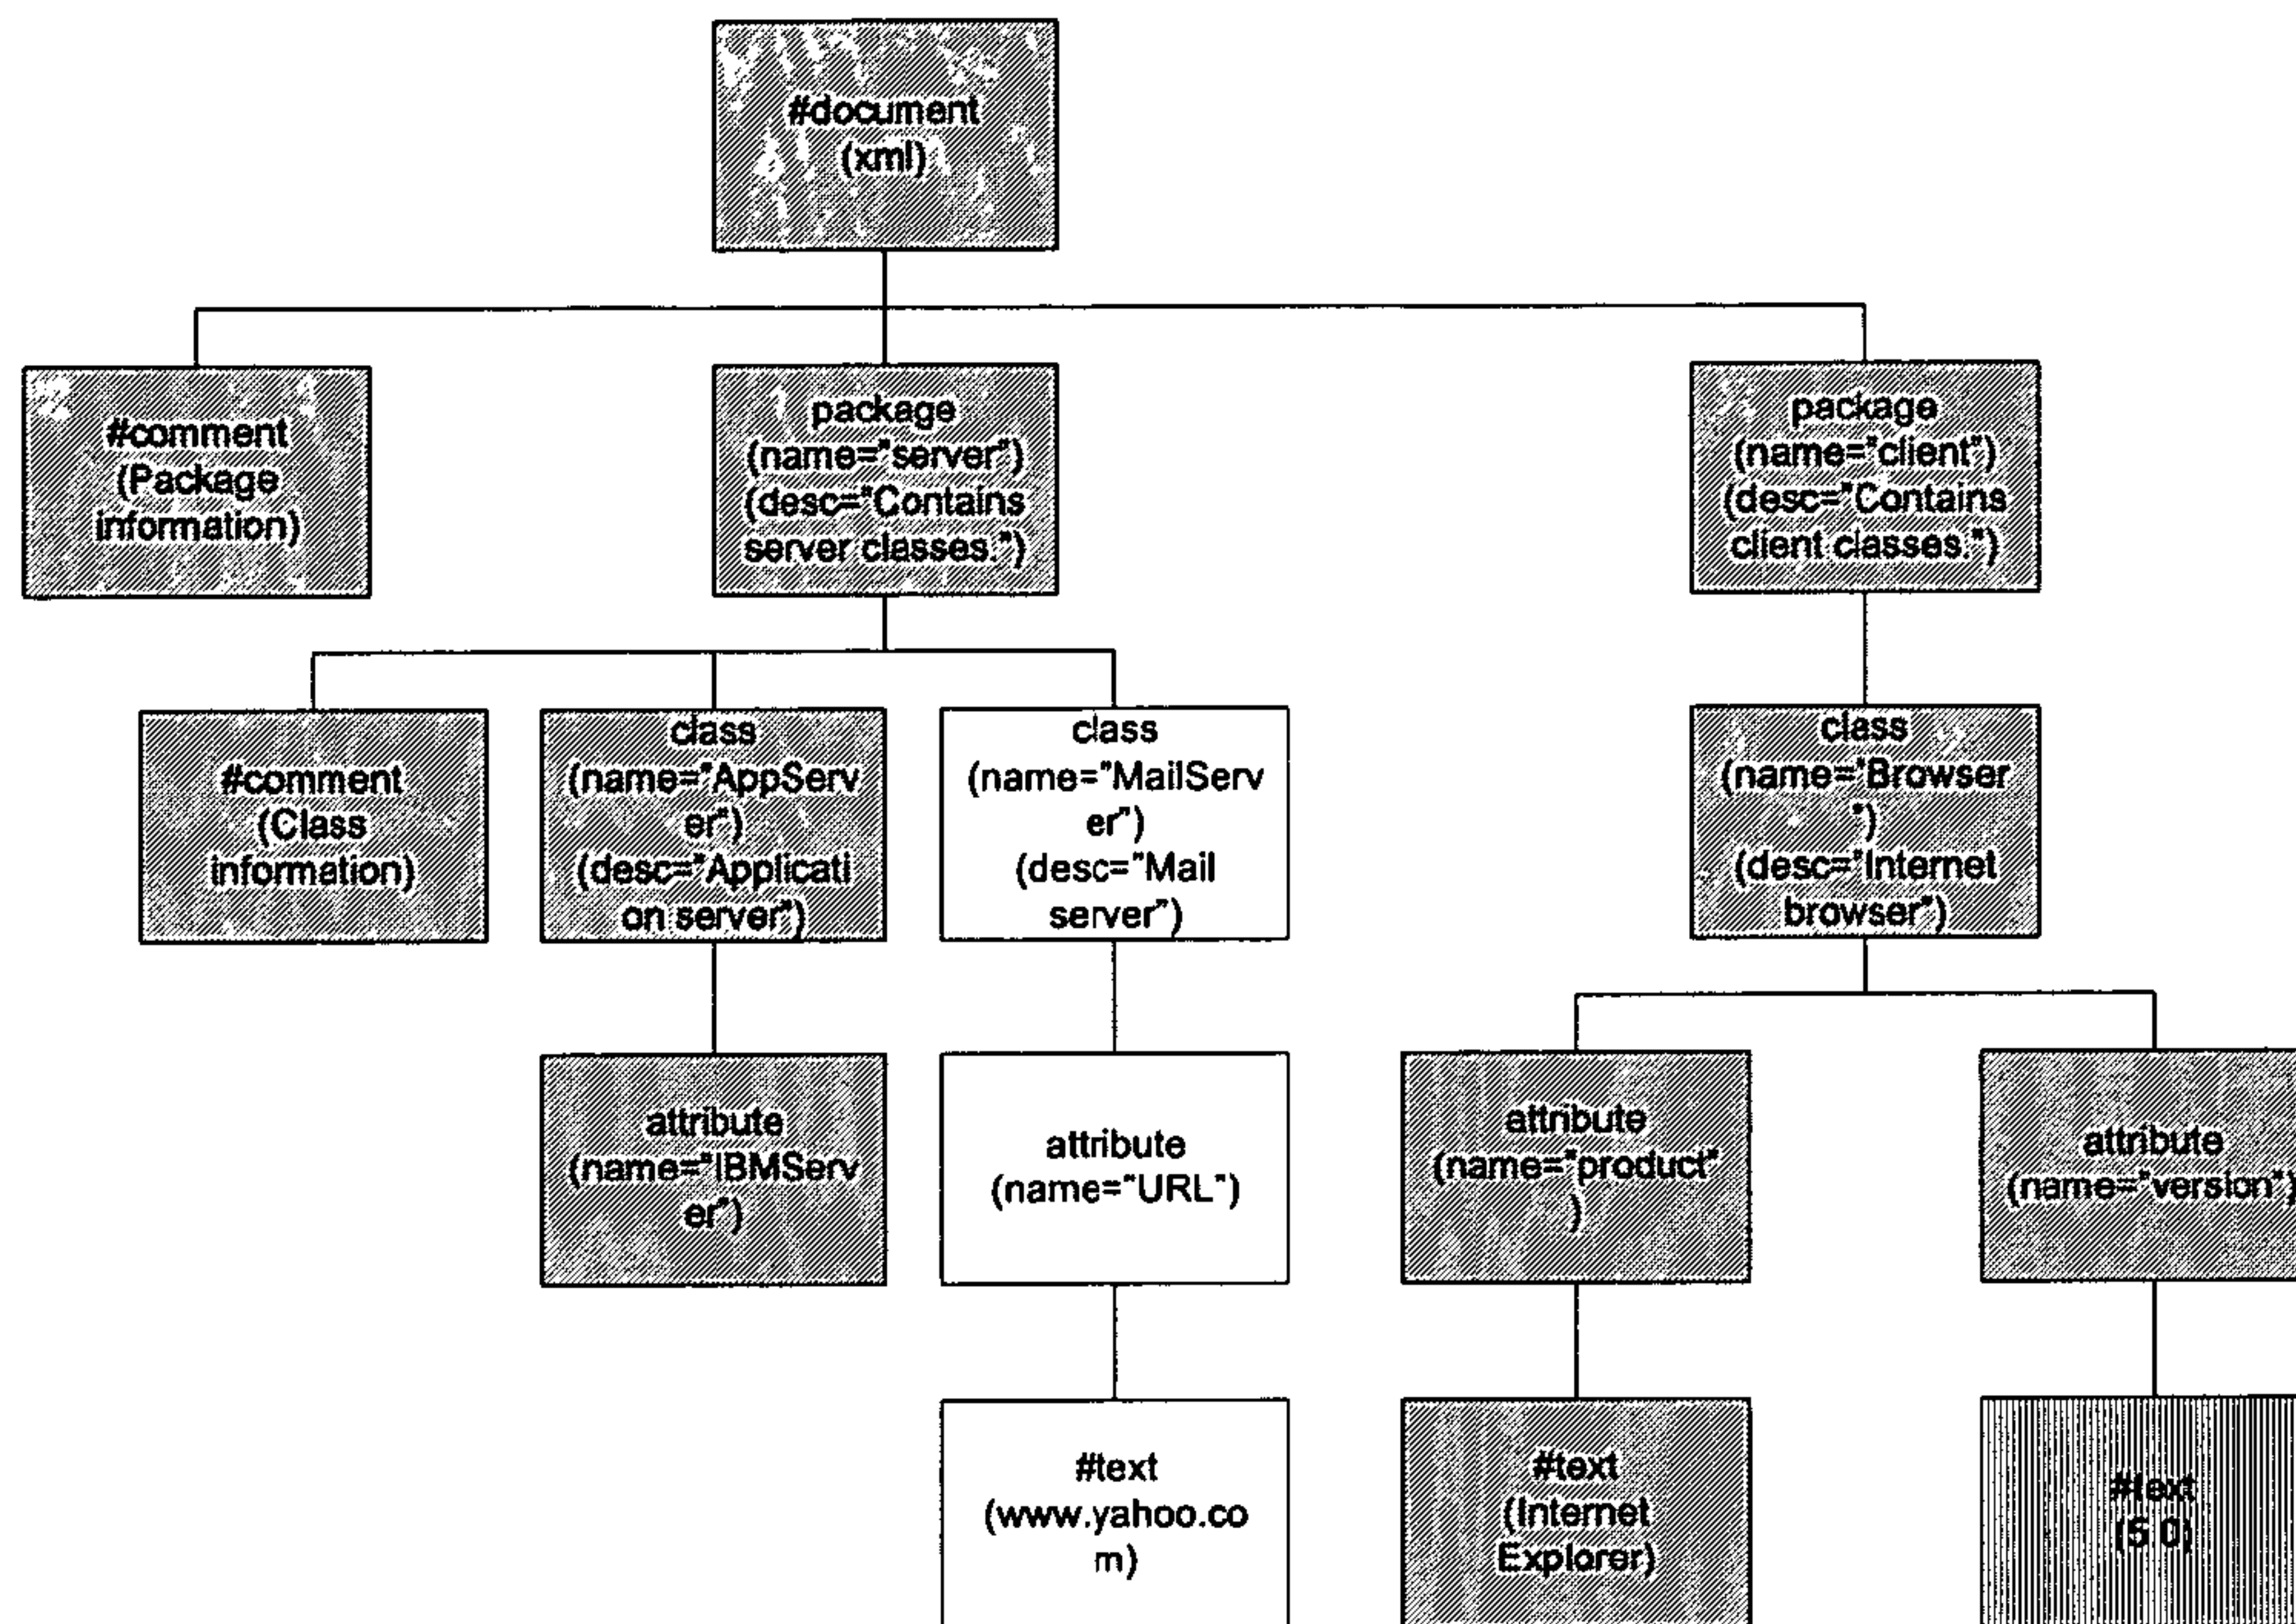 #document
(xml)
#comment
(Package
information)
package
(name="server")
(desc="Contains
server classes.")
package
(name="client")
(desc="Contains
client classes.")
#comment
(Class
information)
class
(name="AppServ
er")
(desc="Applicati
on server")
class
(name="MailServ
er")
(desc="Mail
server")
class
(name="Browser
")
(desc="Internet
browser")
attribute
(name="IBMServ
er")
attribute
(name="URL")
attribute
(name="product"
)
attribute
(name="version")
#text
(www.yahoo.co
m)
#text
(Internet
Explorer)
#text
(5.0)